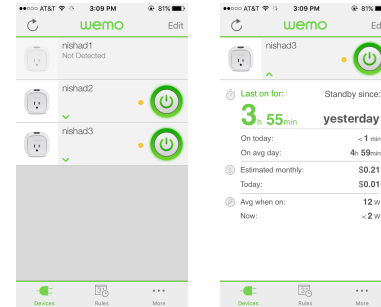 AT&T 3:09 PM 81%
wemo Edit
nishad1
Not Detected
nishad2
nishad3
Devices Rules More
AT&T 3:09 PM 81%
wemo Ed
nishad3
Last on for: Standby since:
3h 55min yesterday
On today: < 1 min
On avg day: 4h 59min
Estimated monthly: $0.21
Today: $0.01
Avg when on: 12 W
Now: < 2 W
Devices Rules More